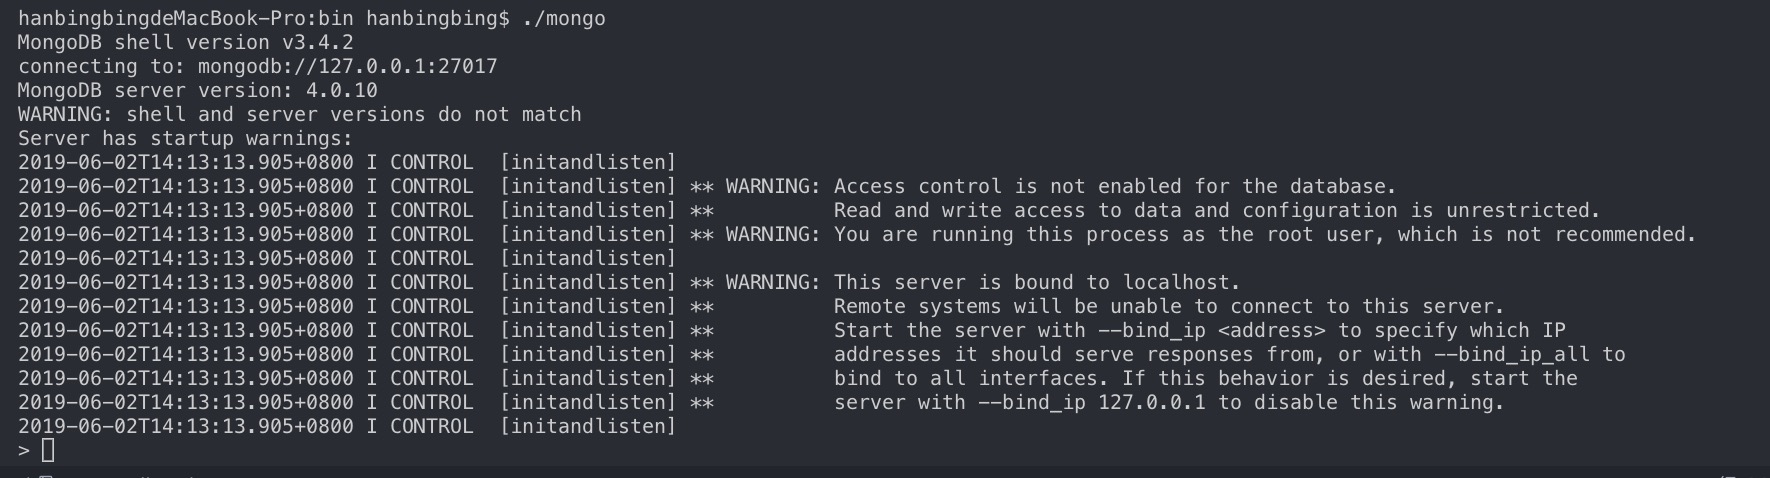 hanbingbingdeMacBook-Pro:bin hanbingbing$ ./mongo
MongoDB shell version v3.4.2
connecting to: mongodb://127.0.0.1:27017
MongoDB server version: 4.0.10
WARNING: shell and server versions do not match
Server has startup warnings:
2019-06-02T14:13:13.905+0800 I CONTROL  [initandlisten]
2019-06-02T14:13:13.905+0800 I CONTROL  [initandlisten] ** WARNING: Access control is not enabled for the database.
2019-06-02T14:13:13.905+0800 I CONTROL  [initandlisten] **          Read and write access to data and configuration is unrestricted.
2019-06-02T14:13:13.905+0800 I CONTROL  [initandlisten] ** WARNING: You are running this process as the root user, which is not recommended.
2019-06-02T14:13:13.905+0800 I CONTROL  [initandlisten]
2019-06-02T14:13:13.905+0800 I CONTROL  [initandlisten] ** WARNING: This server is bound to localhost.
2019-06-02T14:13:13.905+0800 I CONTROL  [initandlisten] **          Remote systems will be unable to connect to this server.
2019-06-02T14:13:13.905+0800 I CONTROL  [initandlisten] **          Start the server with --bind_ip <address> to specify which IP
2019-06-02T14:13:13.905+0800 I CONTROL  [initandlisten] **          addresses it should serve responses from, or with --bind_ip_all to
2019-06-02T14:13:13.905+0800 I CONTROL  [initandlisten] **          bind to all interfaces. If this behavior is desired, start the
2019-06-02T14:13:13.905+0800 I CONTROL  [initandlisten] **          server with --bind_ip 127.0.0.1 to disable this warning.
2019-06-02T14:13:13.905+0800 I CONTROL  [initandlisten]
>